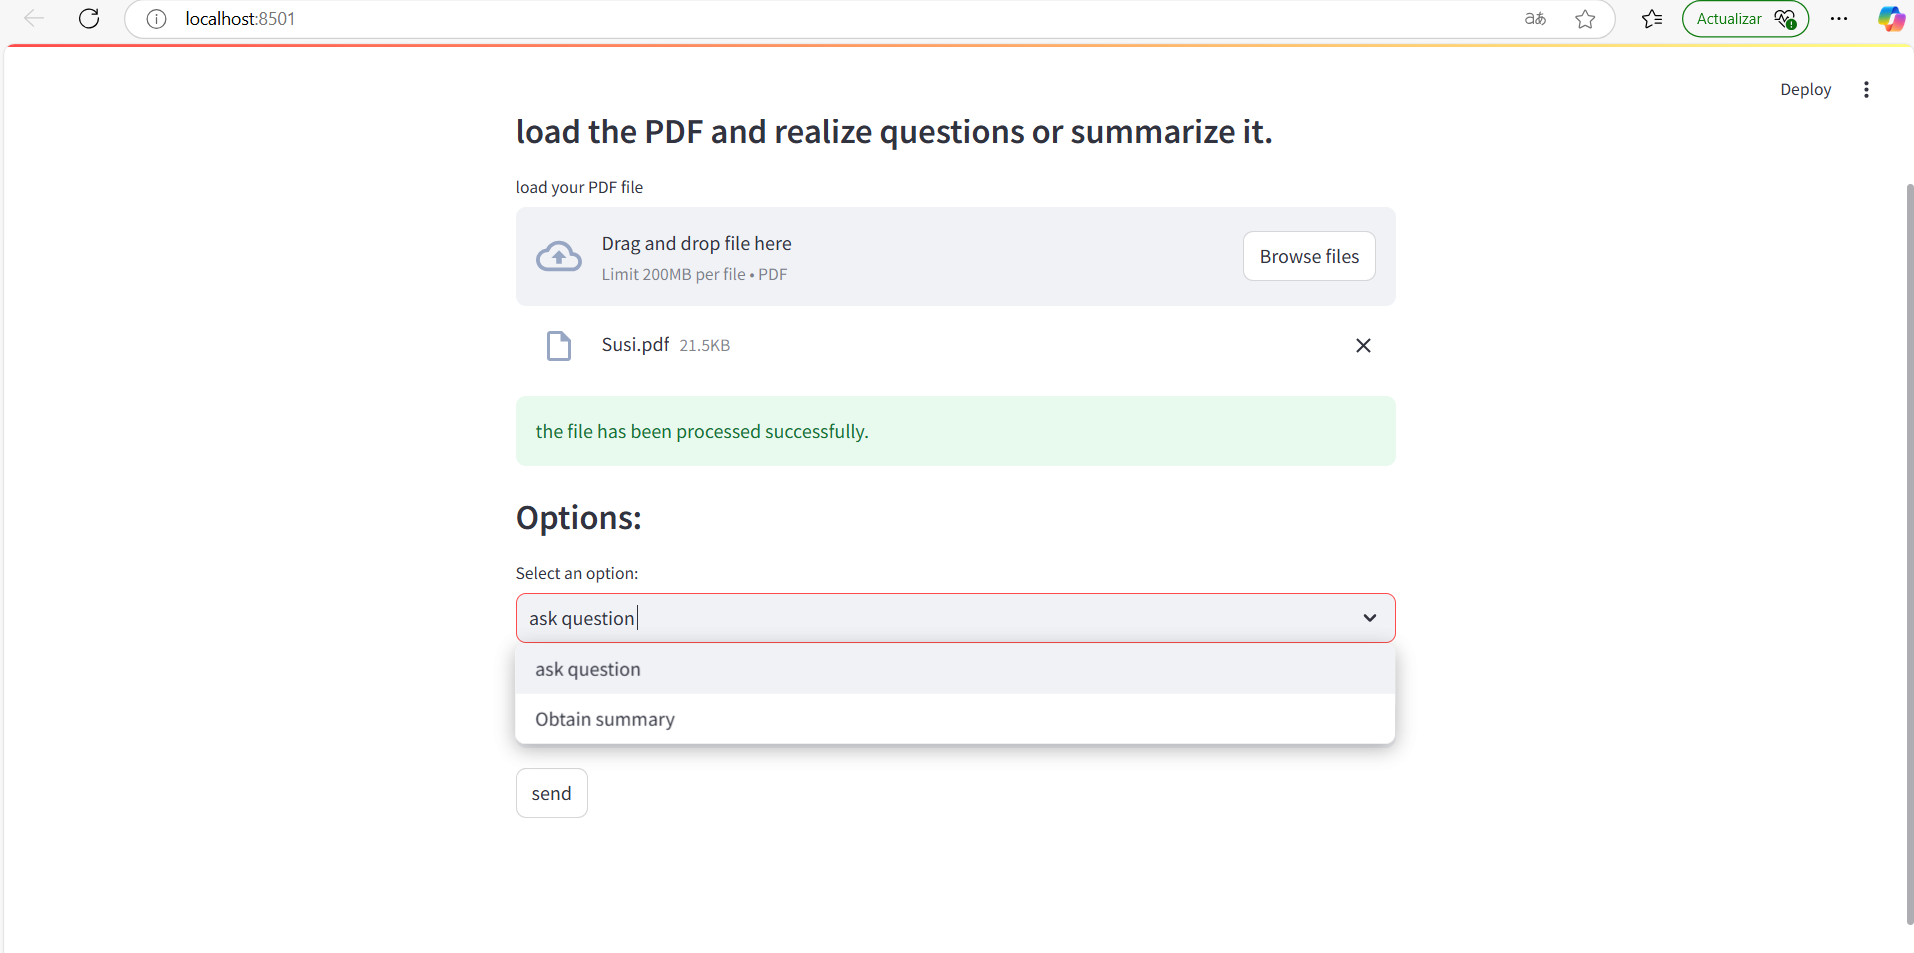 localhost:8501
aあ
Actualizar
Deploy
load the PDF and realize questions or summarize it.
load your PDF file
Drag and drop file here
Limit 200MB per file • PDF
Browse files
Susi.pdf 21.5KB
the file has been processed successfully.
Options:
Select an option:
ask question
ask question
Obtain summary
send